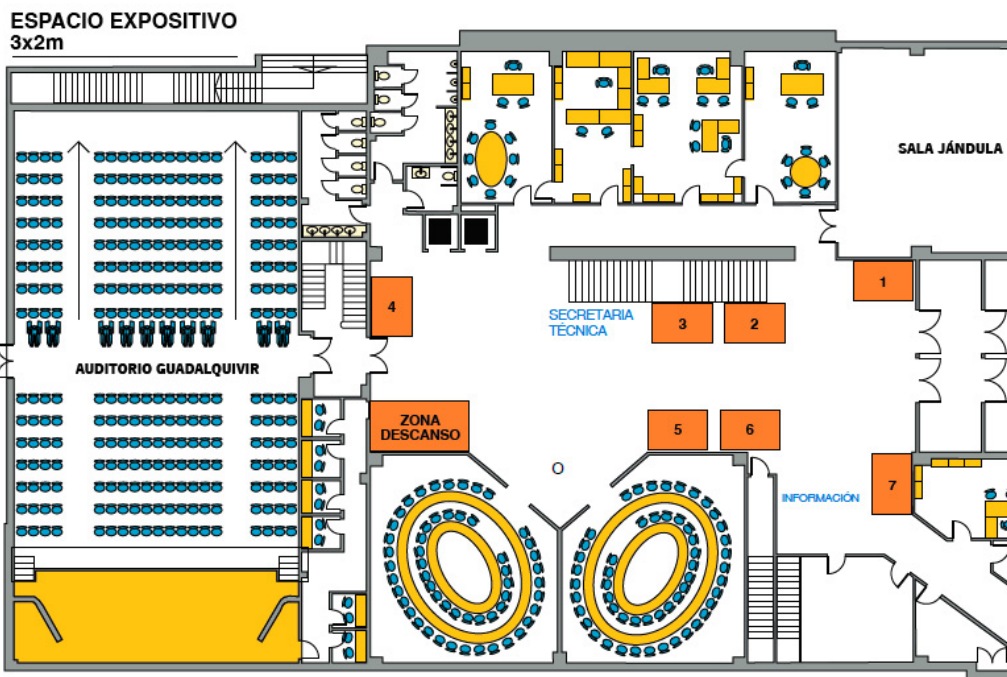 ESPACIO EXPOSITIVO
3x2m
SALA JÁNDULA
1
4
SECRETARIA
TÉCNICA
3
2
AUDITORIO GUADALQUIVIR
ZONA
DESCANSO
5
6
O
INFORMACIÓN
7